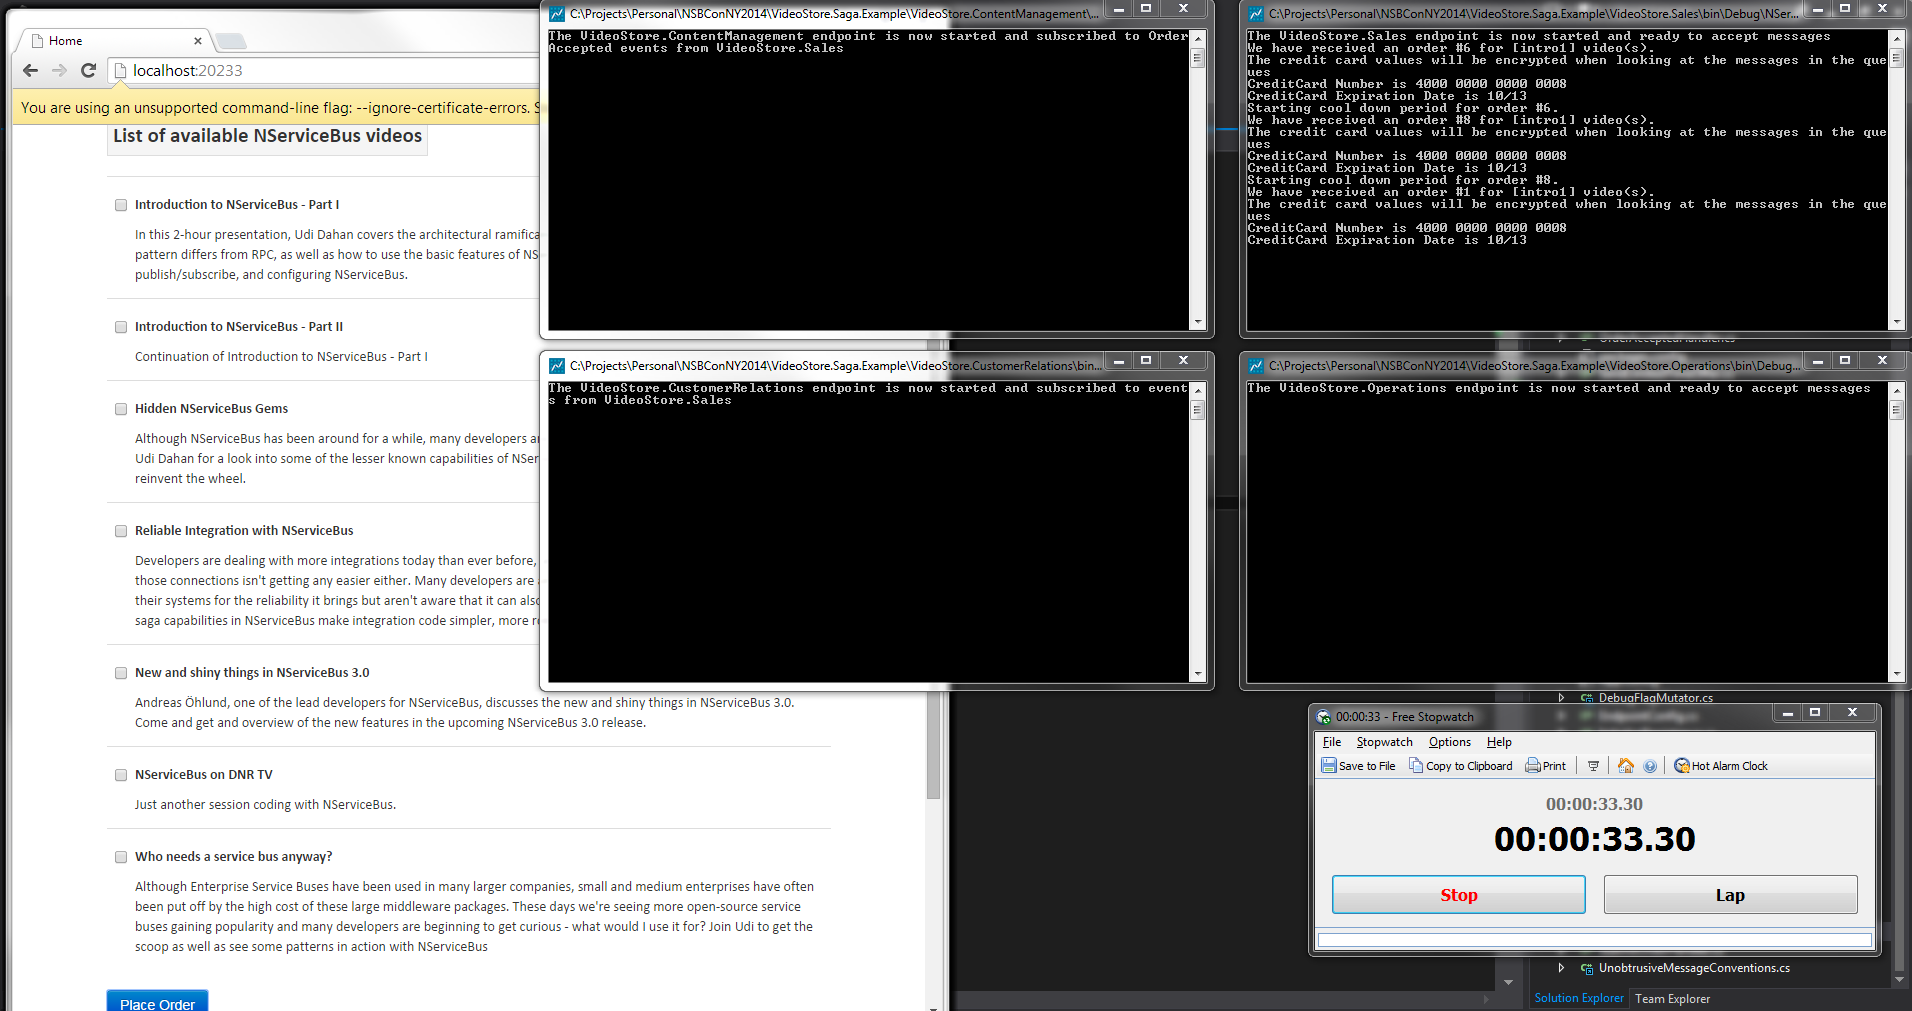 Home
localhost:20233
You are using an unsupported command-line flag: --ignore-certificate-errors. S
List of available NServiceBus videos
Introduction to NServiceBus - Part I
In this 2-hour presentation, Udi Dahan covers the architectural ramific
pattern differs from RPC, as well as how to use the basic features of NS
publish/subscribe, and configuring NServiceBus.
Introduction to NServiceBus - Part II
Continuation of Introduction to NServiceBus - Part I
Hidden NServiceBus Gems
Although NServiceBus has been around for a while, many developers a
Udi Dahan for a look into some of the lesser known capabilities of NSer
reinvent the wheel.
Reliable Integration with NServiceBus
Developers are dealing with more integrations today than ever before,
those connections isn't getting any easier either. Many developers are
their systems for the reliability it brings but aren't aware that it can also
saga capabilities in NServiceBus make integration code simpler, more r
New and shiny things in NServiceBus 3.0
Andreas Öhlund, one of the lead developers for NServiceBus, discusses the new and shiny things in NServiceBus 3.0.
Come and get and overview of the new features in the upcoming NServiceBus 3.0 release.
NServiceBus on DNR TV
Just another session coding with NServiceBus.
Who needs a service bus anyway?
Although Enterprise Service Buses have been used in many larger companies, small and medium enterprises have often
been put off by the high cost of these large middleware packages. These days we're seeing more open-source service
buses gaining popularity and many developers are beginning to get curious - what would I use it for? Join Udi to get the
scoop as well as see some patterns in action with NServiceBus
Place Order
C:\Projects\Personal\NSBConNY2014\VideoStore.Saga.Example\VideoStore.ContentManagement\...
The VideoStore.ContentManagement endpoint is now started and subscribed to Order
Accepted events from VideoStore.Sales
C:\Projects\Personal\NSBConNY2014\VideoStore.Saga.Example\VideoStore.Sales\bin\Debug\NSer...
The VideoStore.Sales endpoint is now started and ready to accept messages
We have received an order #6 for [intro1] video(s).
The credit card values will be encrypted when looking at the messages in the que
ues
CreditCard Number is 4000 0000 0000 0008
CreditCard Expiration Date is 10/13
Starting cool down period for order #6.
We have received an order #8 for [intro1] video(s).
The credit card values will be encrypted when looking at the messages in the que
ues
CreditCard Number is 4000 0000 0000 0008
CreditCard Expiration Date is 10/13
Starting cool down period for order #8.
We have received an order #1 for [intro1] video(s).
The credit card values will be encrypted when looking at the messages in the que
ues
CreditCard Number is 4000 0000 0000 0008
CreditCard Expiration Date is 10/13
OrderAcceptedHandler.cs
C:\Projects\Personal\NSBConNY2014\VideoStore.Saga.Example\VideoStore.CustomerRelations\bin...
The VideoStore.CustomerRelations endpoint is now started and subscribed to event
s from VideoStore.Sales
C:\Projects\Personal\NSBConNY2014\VideoStore.Saga.Example\VideoStore.Operations\bin\Debug...
The VideoStore.Operations endpoint is now started and ready to accept messages
DebugFlagMutator.cs
00:00:33 - Free Stopwatch
File Stopwatch Options Help
Save to File Copy to Clipboard Print Hot Alarm Clock
00:00:33.30
00:00:33.30
Stop Lap
UnobtrusiveMessageConventions.cs
Solution Explorer Team Explorer